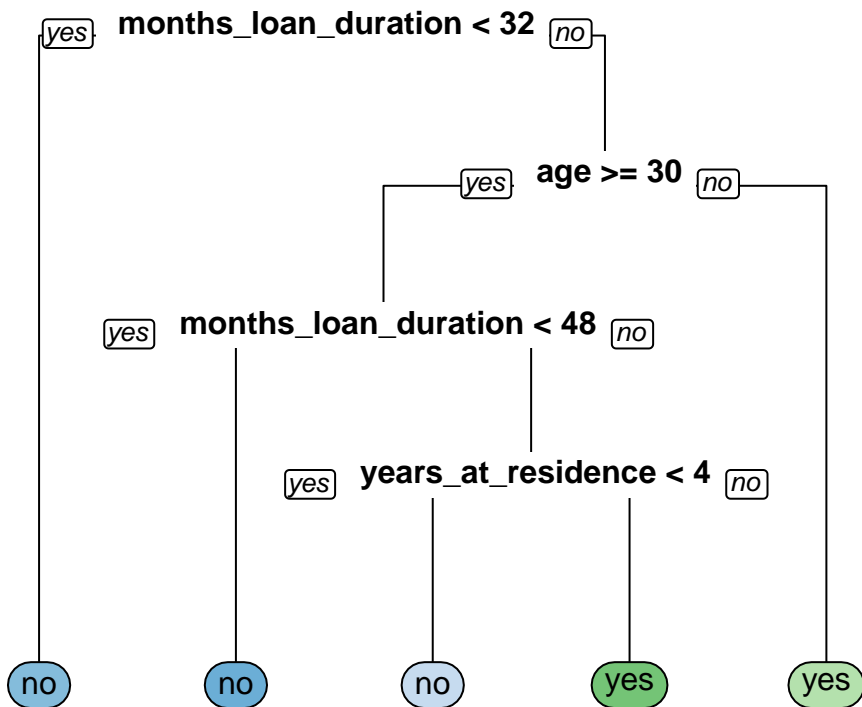 yes months_loan_duration < 32 no
yes age >= 30 no
yes months_loan_duration < 48 no
yes years_at_residence < 4 no
no no no yes yes